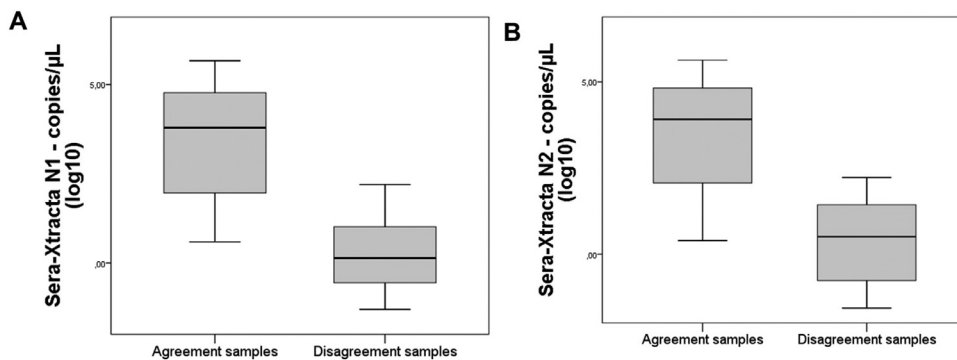 A
Sera-Xtracta N1 - copies/µL
(log10)
5,00
,00
Agreement samples
Disagreement samples
B
Sera-Xtracta N2 - copies/µL
(log10)
5,00
,00
Agreement samples
Disagreement samples